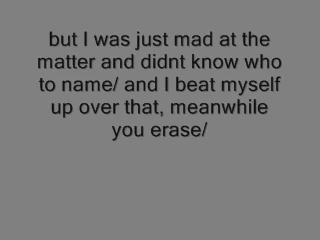 but I was just mad at the
matter and didnt know who
to name/ and I beat myself
up over that, meanwhile
you erase/